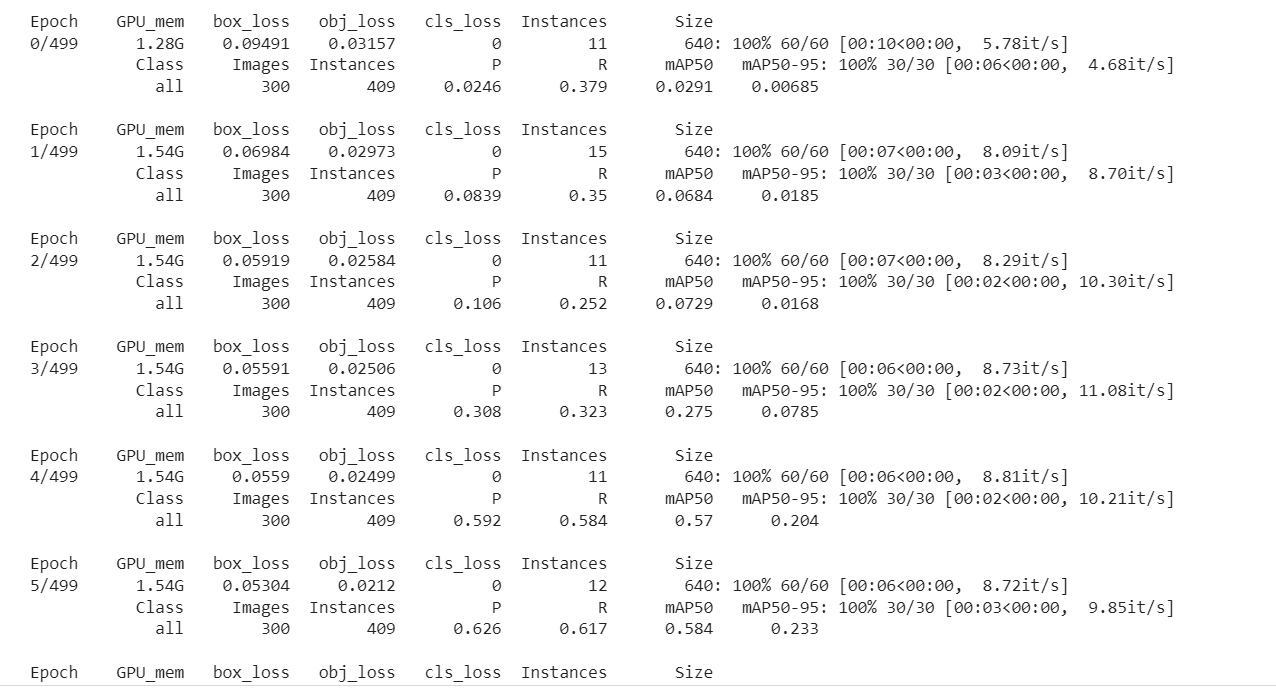 Epoch GPU_mem box_loss obj_loss cls_loss Instances Size
0/499 1.28G 0.09491 0.03157 0 11 640: 100% 60/60 [00:10<00:00, 5.78it/s]
Class Images Instances P R mAP50 mAP50-95: 100% 30/30 [00:06<00:00, 4.68it/s]
all 300 409 0.0246 0.379 0.0291 0.00685
Epoch GPU_mem box_loss obj_loss cls_loss Instances Size
1/499 1.54G 0.06984 0.02973 0 15 640: 100% 60/60 [00:07<00:00, 8.09it/s]
Class Images Instances P R mAP50 mAP50-95: 100% 30/30 [00:03<00:00, 8.70it/s]
all 300 409 0.0839 0.35 0.0684 0.0185
Epoch GPU_mem box_loss obj_loss cls_loss Instances Size
2/499 1.54G 0.05919 0.02584 0 11 640: 100% 60/60 [00:07<00:00, 8.29it/s]
Class Images Instances P R mAP50 mAP50-95: 100% 30/30 [00:02<00:00, 10.30it/s]
all 300 409 0.106 0.252 0.0729 0.0168
Epoch GPU_mem box_loss obj_loss cls_loss Instances Size
3/499 1.54G 0.05591 0.02506 0 13 640: 100% 60/60 [00:06<00:00, 8.73it/s]
Class Images Instances P R mAP50 mAP50-95: 100% 30/30 [00:02<00:00, 11.08it/s]
all 300 409 0.308 0.323 0.275 0.0785
Epoch GPU_mem box_loss obj_loss cls_loss Instances Size
4/499 1.54G 0.0559 0.02499 0 11 640: 100% 60/60 [00:06<00:00, 8.81it/s]
Class Images Instances P R mAP50 mAP50-95: 100% 30/30 [00:02<00:00, 10.21it/s]
all 300 409 0.592 0.584 0.57 0.204
Epoch GPU_mem box_loss obj_loss cls_loss Instances Size
5/499 1.54G 0.05304 0.0212 0 12 640: 100% 60/60 [00:06<00:00, 8.72it/s]
Class Images Instances P R mAP50 mAP50-95: 100% 30/30 [00:03<00:00, 9.85it/s]
all 300 409 0.626 0.617 0.584 0.233
Epoch GPU_mem box_loss obj_loss cls_loss Instances Size